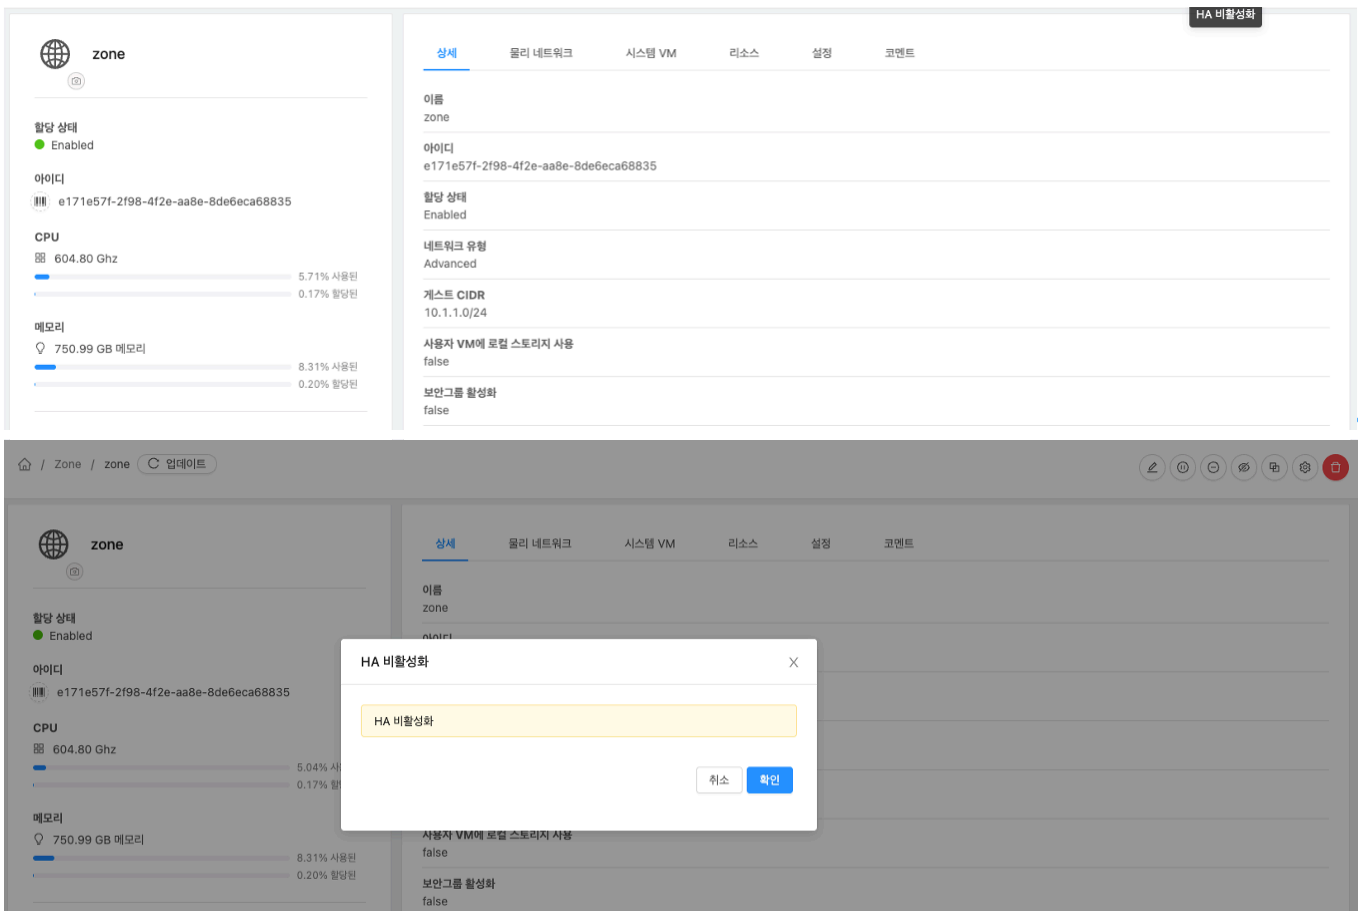 HA 비활성화
zone
할당 상태
Enabled
아이디
e171e57f-2f98-4f2e-aa8e-8de6eca68835
CPU
604.80 Ghz
5.71% 사용된
0.17% 할당된
메모리
750.99 GB 메모리
8.31% 사용된
0.20% 할당된
상세 물리 네트워크 시스템 VM 리소스 설정 코멘트
이름
zone
아이디
e171e57f-2f98-4f2e-aa8e-8de6eca68835
할당 상태
Enabled
네트워크 유형
Advanced
게스트 CIDR
10.1.1.0/24
사용자 VM에 로컬 스토리지 사용
false
보안그룹 활성화
false
/ Zone / zone 업데이트
zone
할당 상태
Enabled
아이디
e171e57f-2f98-4f2e-aa8e-8de6eca68835
CPU
604.80 Ghz
5.04%
0.17%
메모리
750.99 GB 메모리
8.31% 사용된
0.20% 할당된
상세 물리 네트워크 시스템 VM 리소스 설정 코멘트
이름
zone
아이디
HA 비활성화
HA 비활성화
취소 확인
사용자 VM에 로컬 스토리지 사용
false
보안그룹 활성화
false